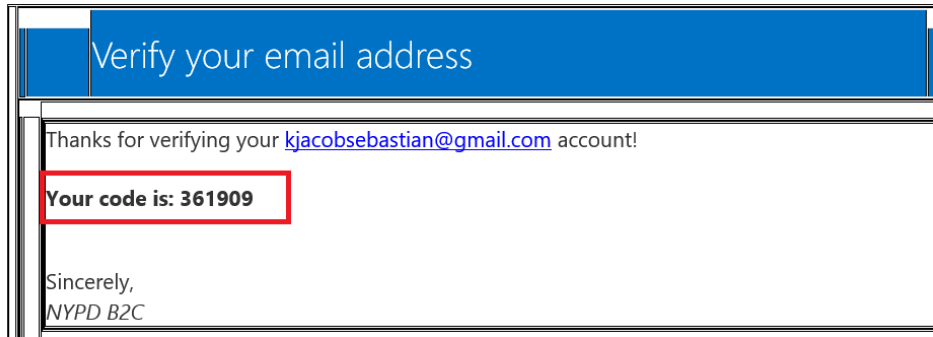 Verify your email address
Thanks for verifying your kjacobsebastian@gmail.com account!
Your code is: 361909
Sincerely,
NYPD B2C